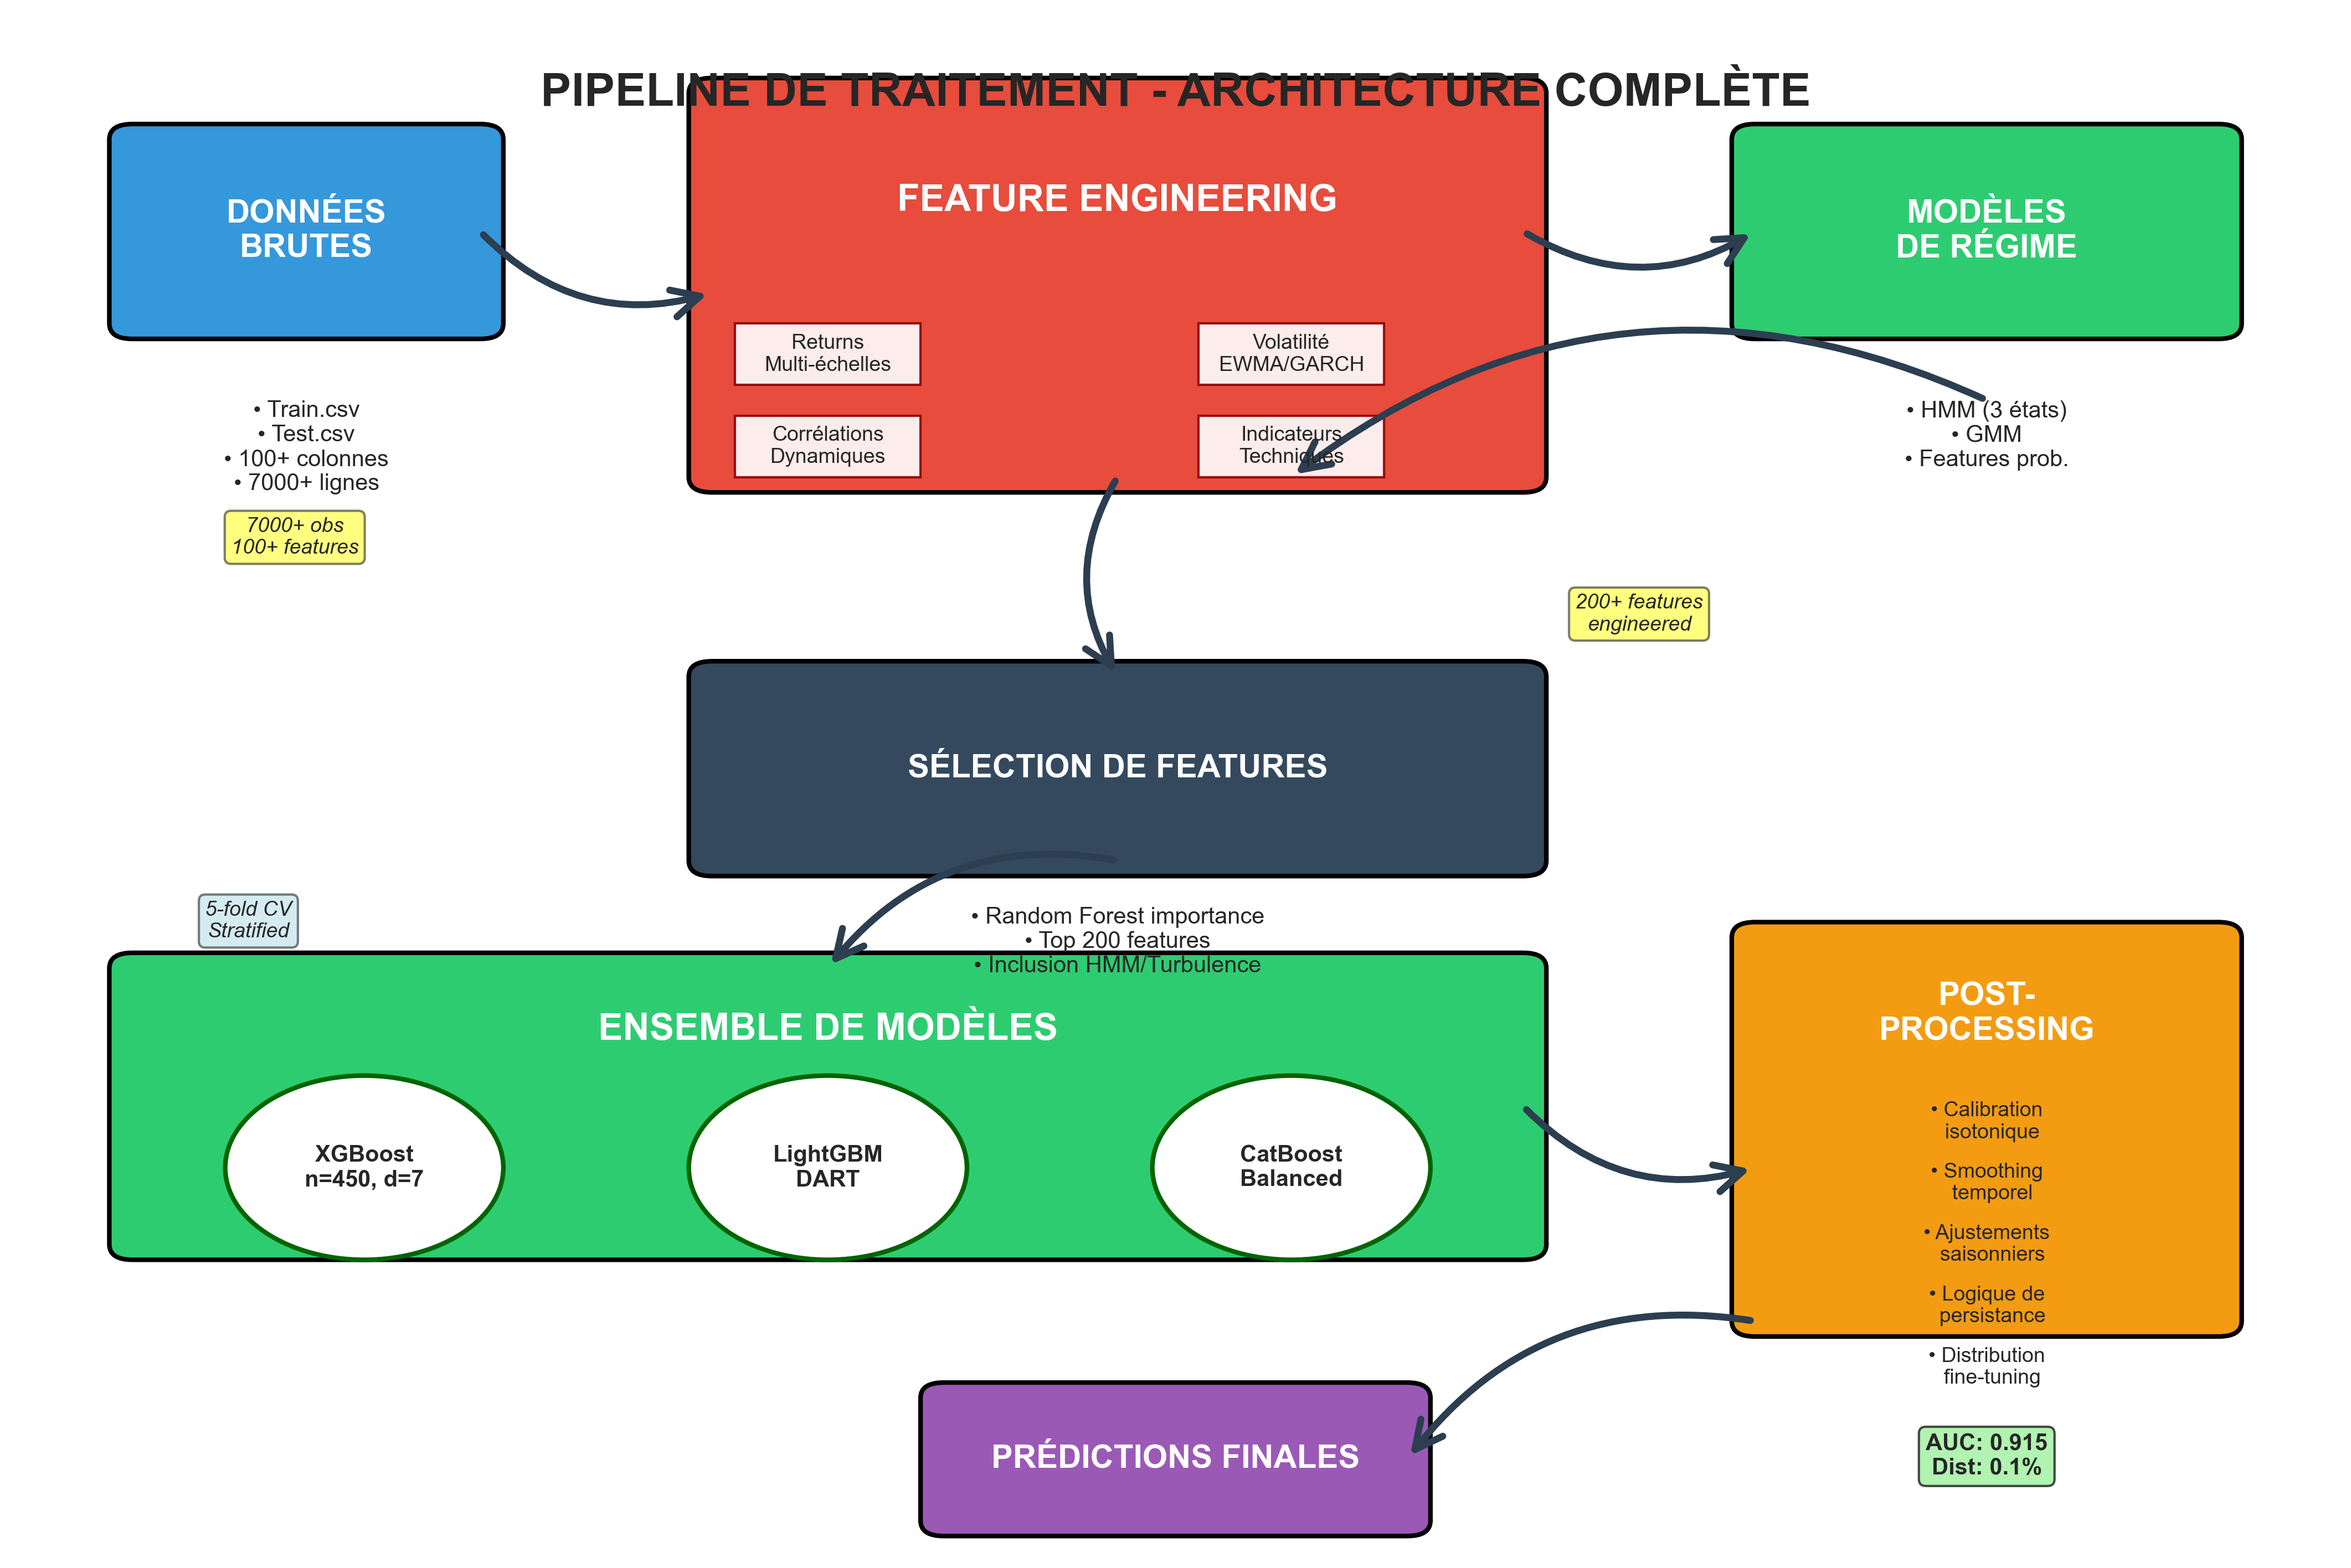 PIPELINE DE TRAITEMENT - ARCHITECTURE COMPLÈTE
DONNÉES
BRUTES
• Train.csv
• Test.csv
• 100+ colonnes
• 7000+ lignes
7000+ obs
100+ features
FEATURE ENGINEERING
Returns
Multi-échelles
Volatilité
EWMA/GARCH
Corrélations
Dynamiques
Indicateurs
Techniques
MODÈLES
DE RÉGIME
• HMM (3 états)
• GMM
• Features prob.
200+ features
engineered
SÉLECTION DE FEATURES
• Random Forest importance
• Top 200 features
• Inclusion HMM/Turbulence
5-fold CV
Stratified
ENSEMBLE DE MODÈLES
XGBoost
n=450, d=7
LightGBM
DART
CatBoost
Balanced
POST-
PROCESSING
• Calibration
isotonique
• Smoothing
temporel
• Ajustements
saisonniers
• Logique de
persistance
• Distribution
fine-tuning
PRÉDICTIONS FINALES
AUC: 0.915
Dist: 0.1%